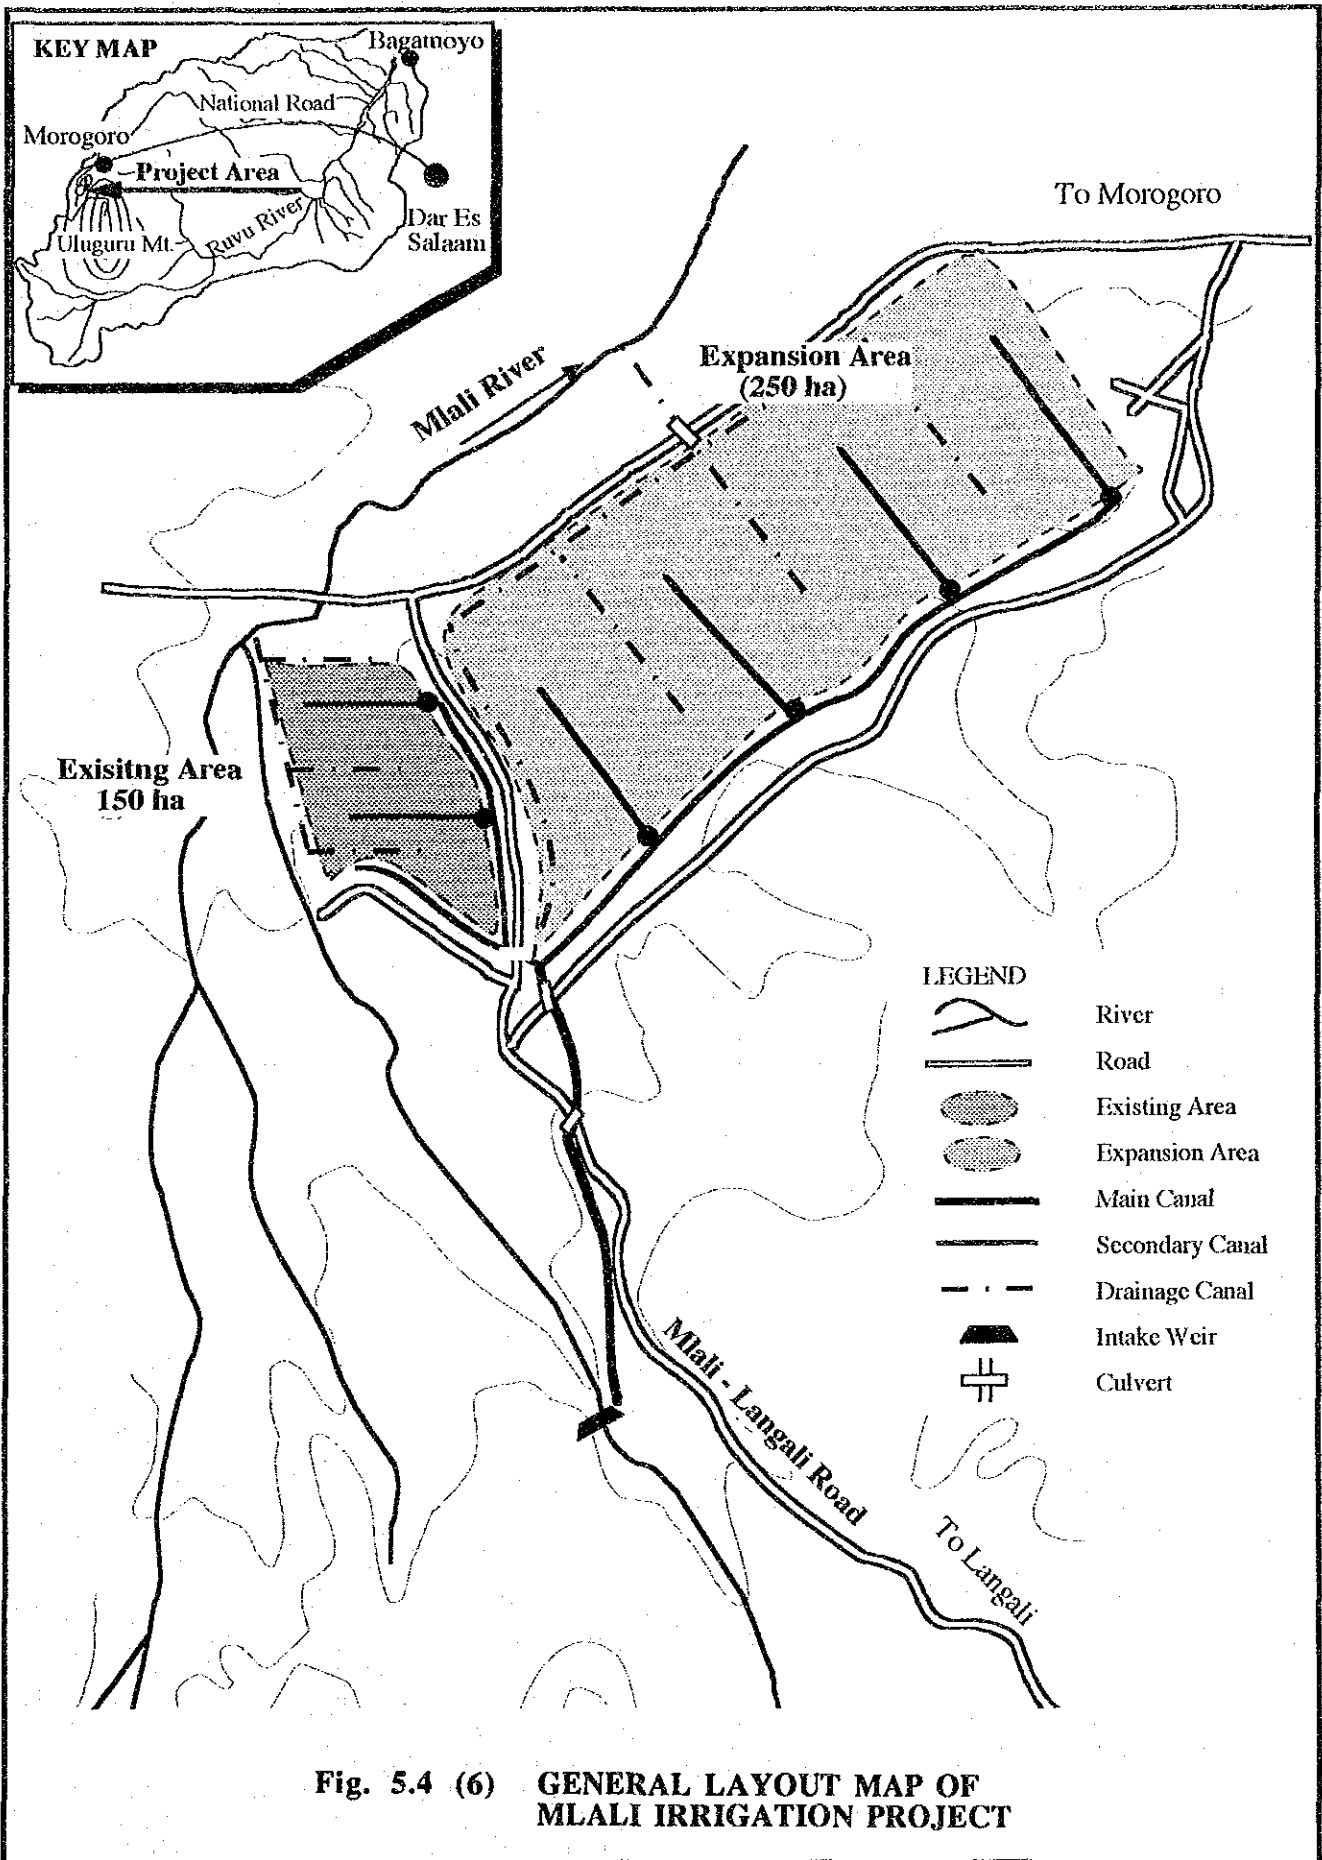 KEY MAP
Bagamoyo
National Road
Morogoro
Project Area
Ruvu River
Uluguru Mt.
Dar Es
Salaam
To Morogoro
Mlali River
Expansion Area
(250 ha)
Exisitng Area
150 ha
LEGEND
River
Road
Existing Area
Expansion Area
Main Canal
Secondary Canal
Drainage Canal
Intake Weir
Culvert
Mlali - Langali Road
To Langali
Fig. 5.4 (6) GENERAL LAYOUT MAP OF
MLALI IRRIGATION PROJECT